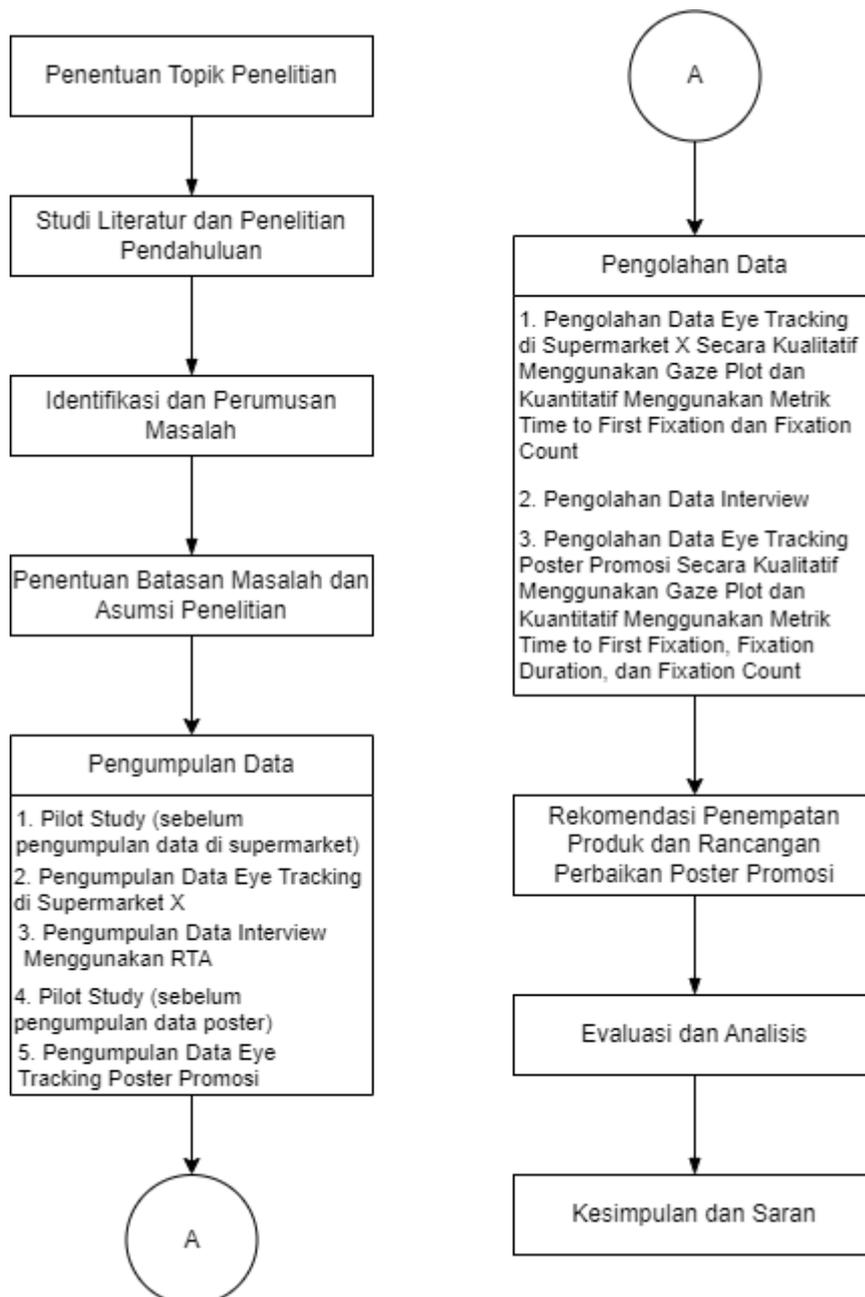 Penentuan Topik Penelitian
Studi Literatur dan Penelitian
Pendahuluan
Identifikasi dan Perumusan
Masalah
Penentuan Batasan Masalah dan
Asumsi Penelitian
Pengumpulan Data
1. Pilot Study (sebelum
pengumpulan data di supermarket)
2. Pengumpulan Data Eye Tracking
di Supermarket X
3. Pengumpulan Data Interview
Menggunakan RTA
4. Pilot Study (sebelum
pengumpulan data poster)
5. Pengumpulan Data Eye
Tracking Poster Promosi
A
A
Pengolahan Data
1. Pengolahan Data Eye Tracking
di Supermarket X Secara Kualitatif
Menggunakan Gaze Plot dan
Kuantitatif Menggunakan Metrik
Time to First Fixation dan Fixation
Count
2. Pengolahan Data Interview
3. Pengolahan Data Eye Tracking
Poster Promosi Secara Kualitatif
Menggunakan Gaze Plot dan
Kuantitatif Menggunakan Metrik
Time to First Fixation, Fixation
Duration, dan Fixation Count
Rekomendasi Penempatan
Produk dan Rancangan
Perbaikan Poster Promosi
Evaluasi dan Analisis
Kesimpulan dan Saran